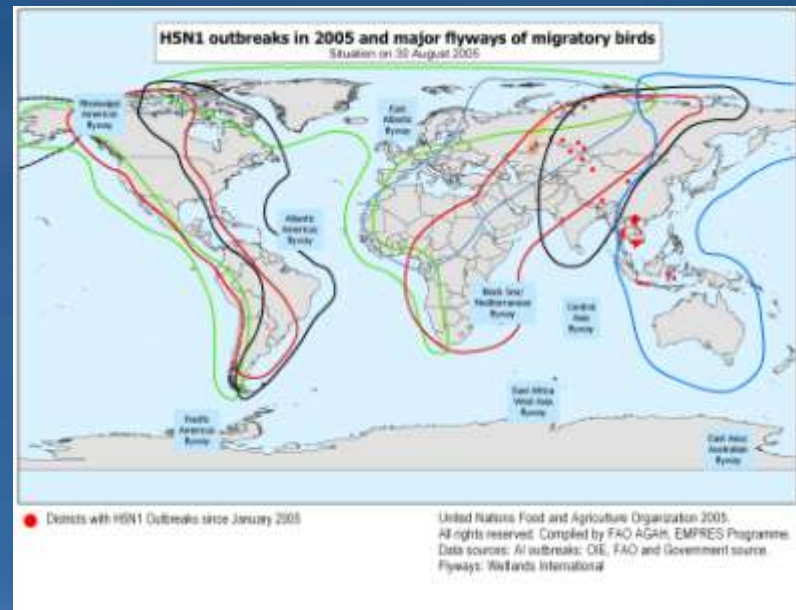 H5N1 outbreaks in 2005 and major flyways of migratory birds
Situation on 30 August 2005
Mississippi
Americas
flyway
East
Atlantic
flyway
Atlantic
Americas
flyway
Black Sea/
Mediterranean
flyway
Central
Asia
flyway
East Africa
West Asia
flyway
Pacific
Americas
flyway
East Asia/
Australian
flyway
Districts with H5N1 Outbreaks since January 2005
United Nations Food and Agriculture Organization 2005.
All rights reserved. Compiled by FAO AGAH, EMPRES Programme.
Data sources: AI outbreaks: OIE, FAO and Government source.
Flyways: Wetlands International